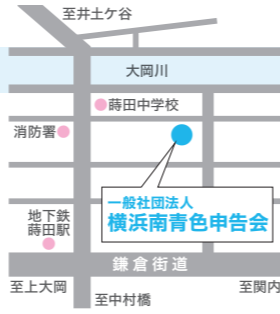 至井土ケ谷
大岡川
蒔田中学校
消防署
一般社団法人
横浜南青色申告会
地下鉄
蒔田駅
鎌倉街道
至上大岡
至中村橋
至関内